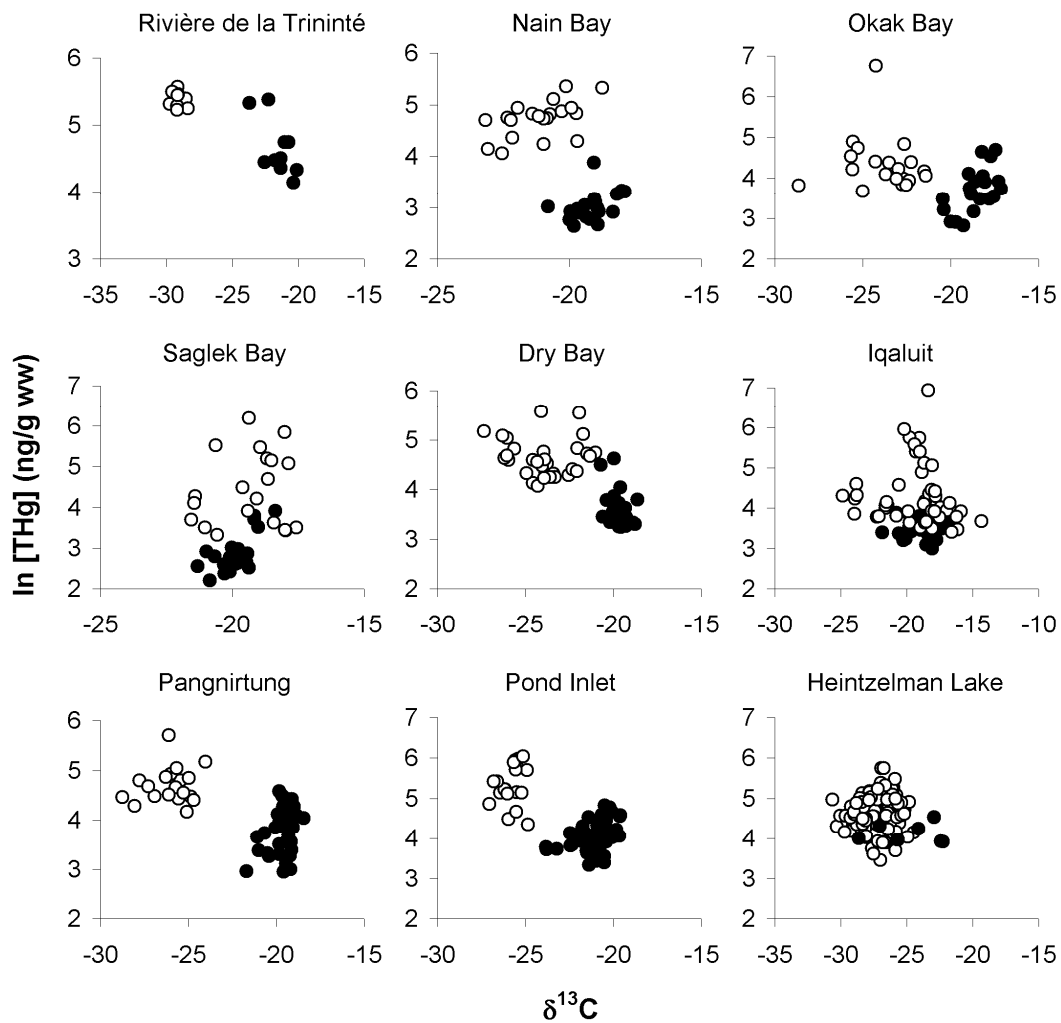 Rivière de la Trininté
Nain Bay
Okak Bay
6
5
4
3
-35 -30 -25 -20 -15
6
5
4
3
2
-20 -15
7
6
5
4
3
2
-30 -25 -20 -15
ln [THg] (ng/g ww)
Saglek Bay
Dry Bay
Iqaluit
7
6
5
4
3
2
-25 -20 -15
6
5
4
3
2
-30 -25 -20 -15
7
6
5
4
3
2
-30 -25 -20 -15 -10
Pangnirtung
Pond Inlet
Heintzelman Lake
6
5
4
3
2
-30 -25 -20 -15
7
6
5
4
3
2
-30 -25 -20 -15
7
6
5
4
3
2
-35 -30 -25 -20 -15
δ¹³C